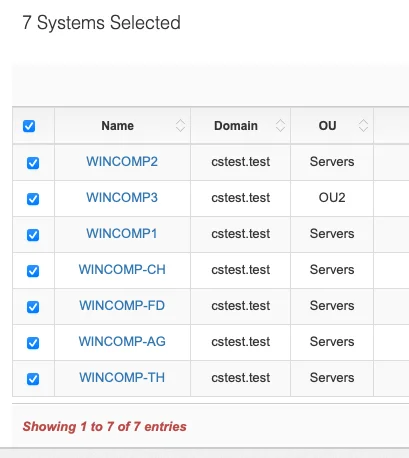 7 Systems Selected
Name Domain OU
WINCOMP2 cstest.test Servers
WINCOMP3 cstest.test OU2
WINCOMP1 cstest.test Servers
WINCOMP-CH cstest.test Servers
WINCOMP-FD cstest.test Servers
WINCOMP-AG cstest.test Servers
WINCOMP-TH cstest.test Servers
Showing 1 to 7 of 7 entries